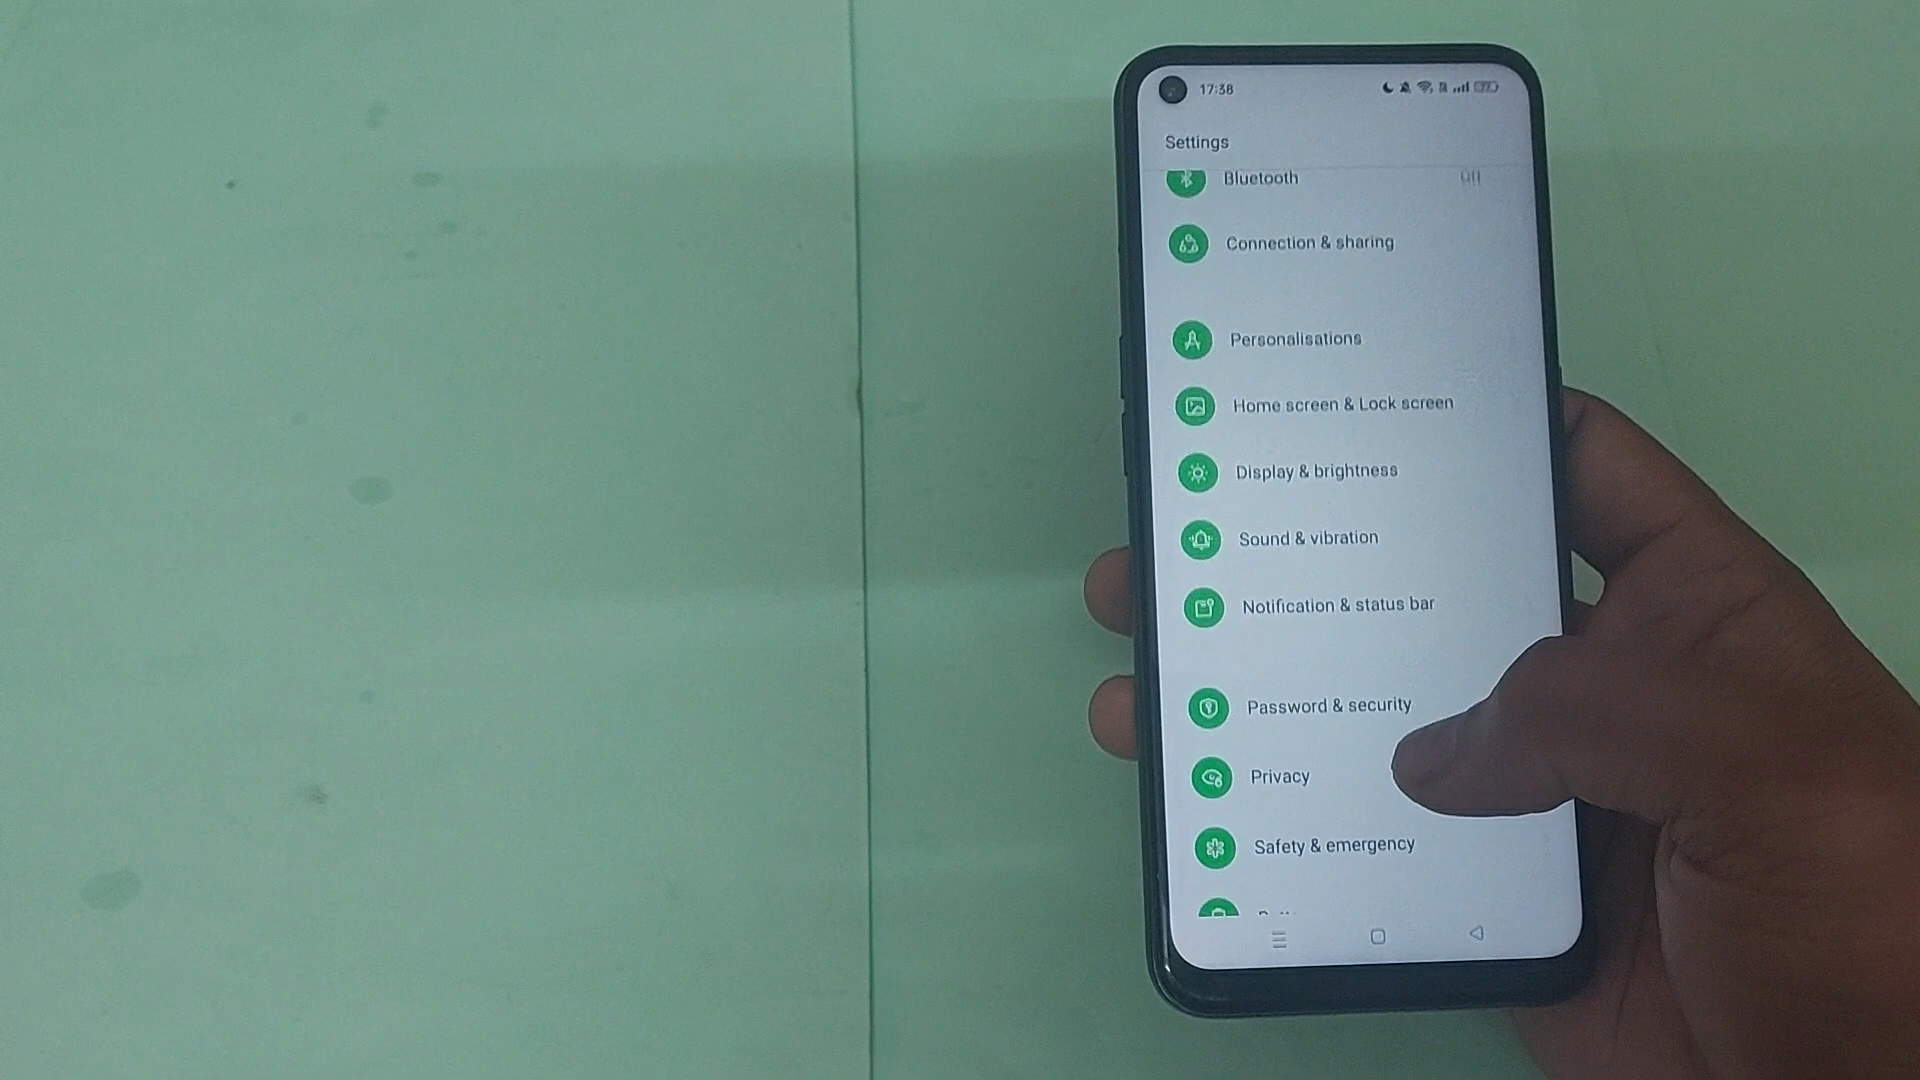 17:38
Settings
Bluetooth Off
Connection & sharing
Personalisations
Home screen & Lock screen
Display & brightness
Sound & vibration
Notification & status bar
Password & security
Privacy
Safety & emergency